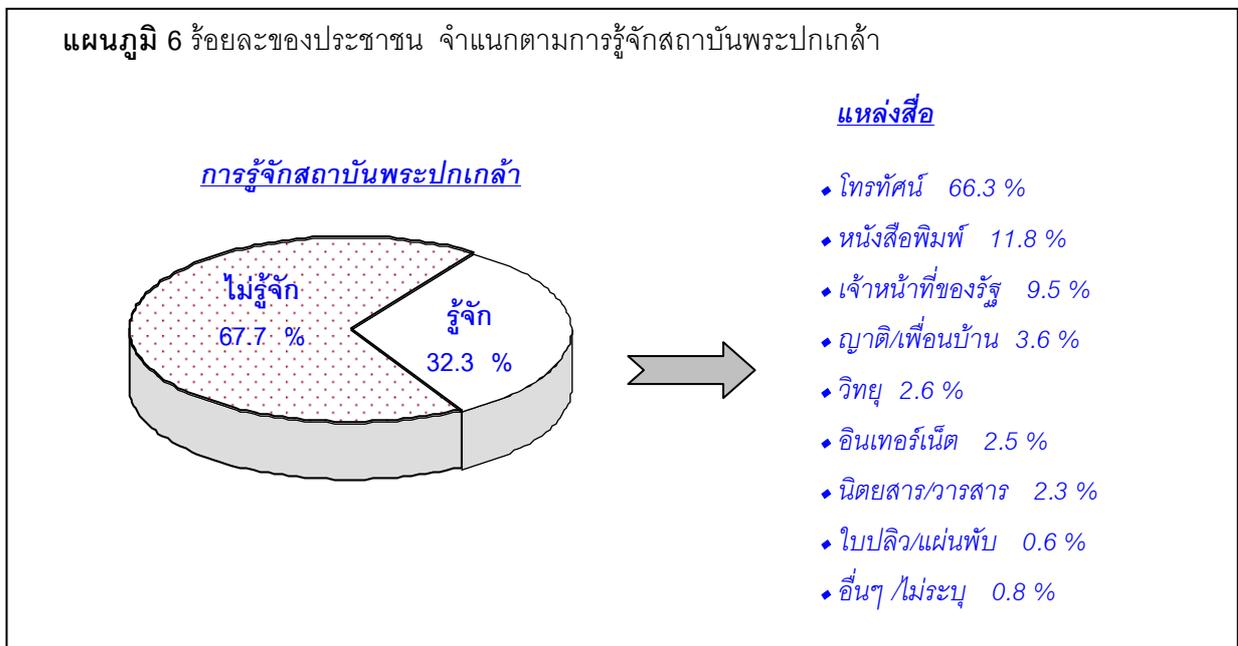 แผนภูมิ 6 ร้อยละของประชาชน จำแนกตามการรู้จักสถาบันพระปกเกล้า
การรู้จักสถาบันพระปกเกล้า
ไม่รู้จัก
67.7 %
รู้จัก
32.3 %
แหล่งสื่อ
โทรทัศน์ 66.3 %
หนังสือพิมพ์ 11.8 %
เจ้าหน้าที่ของรัฐ 9.5 %
ญาติ/เพื่อนบ้าน 3.6 %
วิทยุ 2.6 %
อินเทอร์เน็ต 2.5 %
นิตยสาร/วารสาร 2.3 %
ใบปลิว/แผ่นพับ 0.6 %
อื่นๆ /ไม่ระบุ 0.8 %